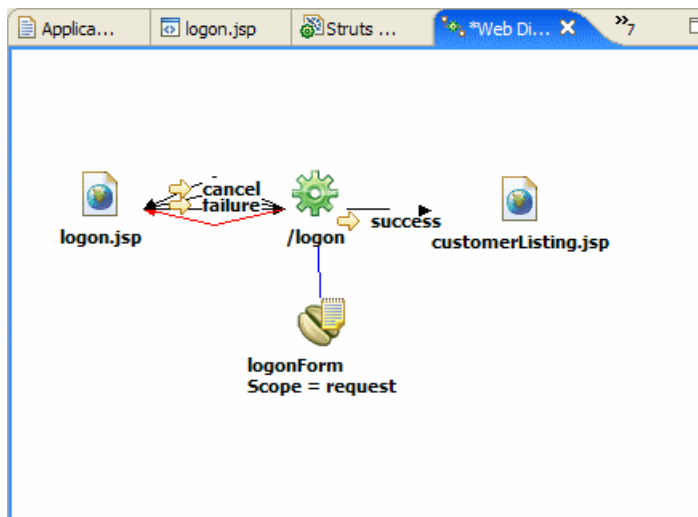 Applica... logon.jsp Struts ... *Web Di... »7
cancel
failure
logon.jsp /logon success customerListing.jsp
logonForm
Scope = request